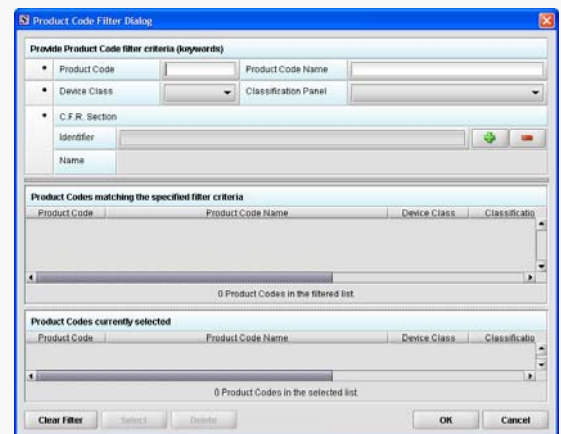 Product Code Filter Dialog
Provide Product Code filter criteria (keywords)
Product Code Product Code Name
Device Class Classification Panel
C.F.R. Section
Identifier
Name
Product Codes matching the specified filter criteria
Product Code Product Code Name Device Class Classificatio
0 Product Codes in the filtered list.
Product Codes currently selected
Product Code Product Code Name Device Class Classificatio
0 Product Codes in the selected list.
Clear Filter Select Delete OK Cancel